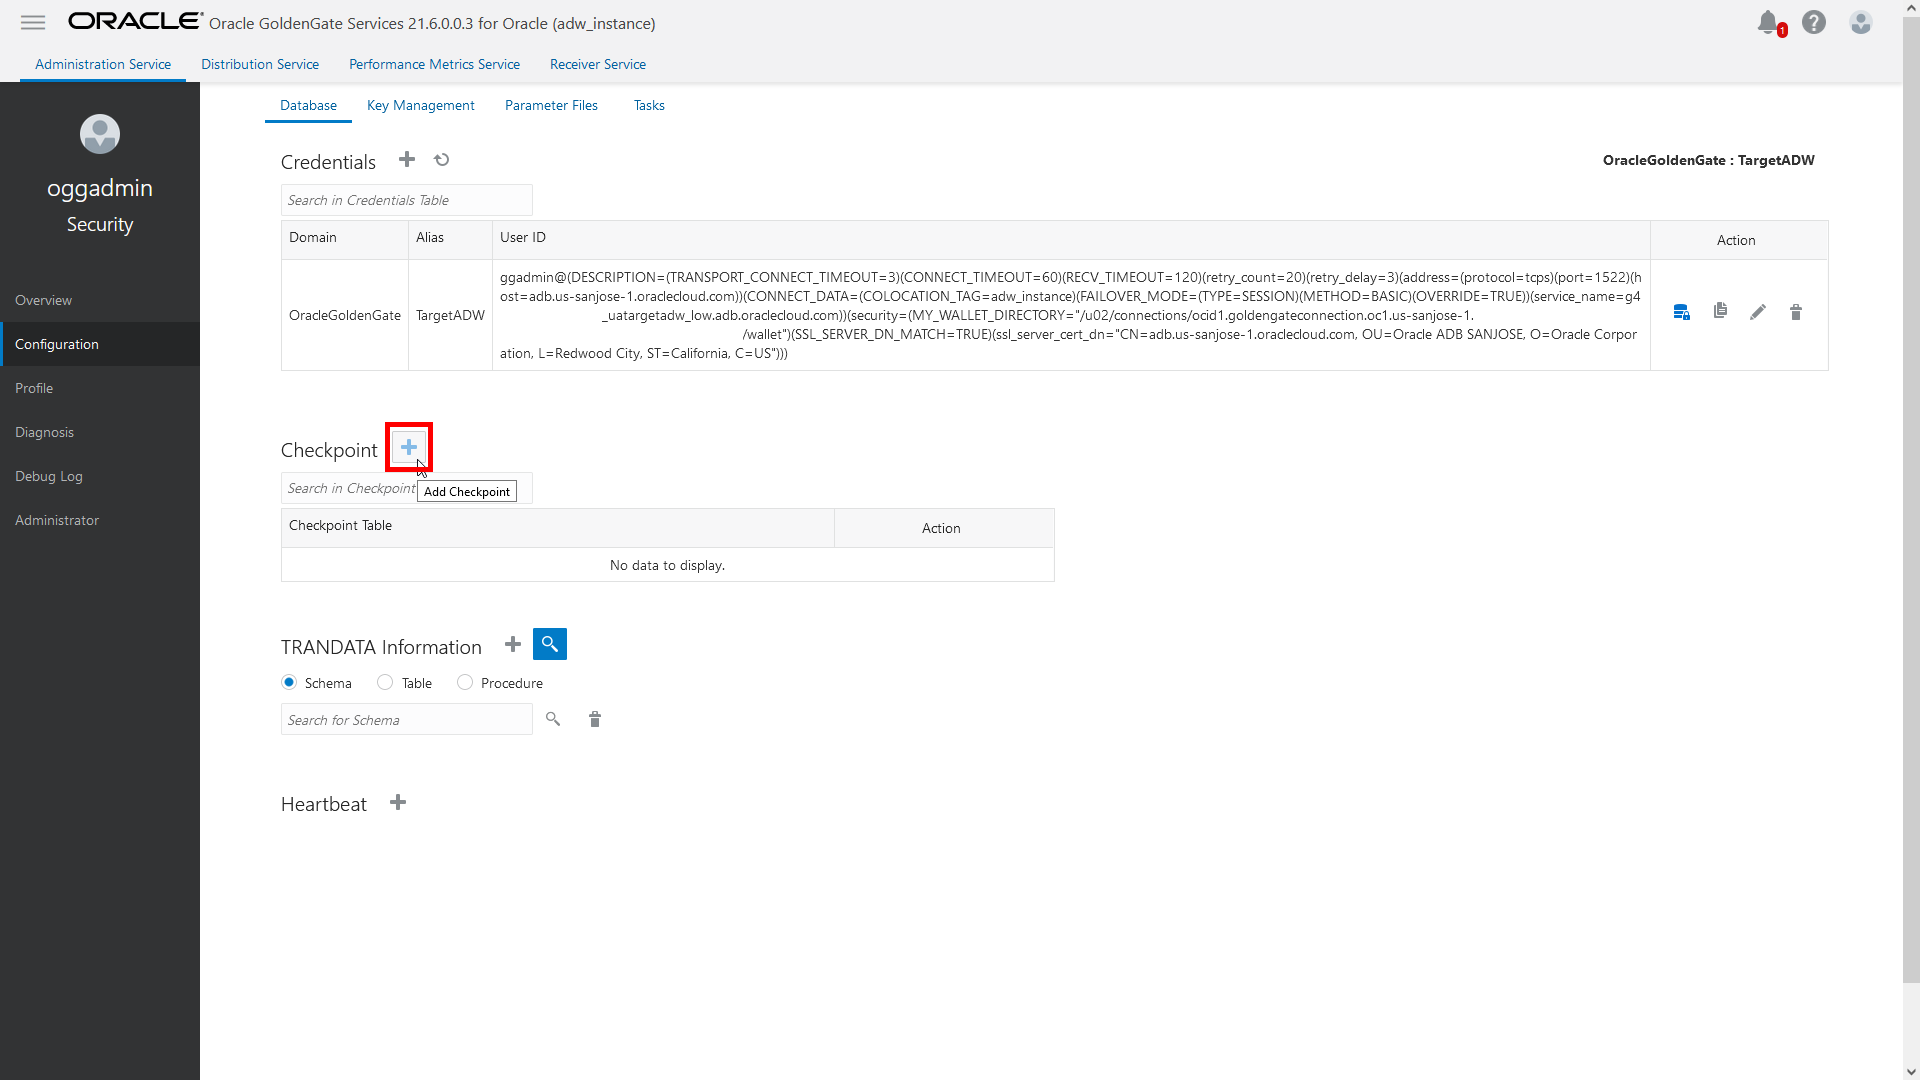 ORACLE Oracle GoldenGate Services 21.6.0.0.3 for Oracle (adw_instance)
1
Administration Service Distribution Service Performance Metrics Service Receiver Service
oggadmin
Security
Overview
Configuration
Profile
Diagnosis
Debug Log
Administrator
Database Key Management Parameter Files Tasks
Credentials OracleGoldenGate : TargetADW
Search in Credentials Table
Domain Alias User ID Action
OracleGoldenGate TargetADW
ggadmin@(DESCRIPTION=(TRANSPORT_CONNECT_TIMEOUT=3)(CONNECT_TIMEOUT=60)(RECV_TIMEOUT=120)(retry_count=20)(retry_delay=3)(address=(protocol=tcps)(port=1522)(h
ost=adb.us-sanjose-1.oraclecloud.com))(CONNECT_DATA=(COLOCATION_TAG=adw_instance)(FAILOVER_MODE=(TYPE=SESSION)(METHOD=BASIC)(OVERRIDE=TRUE))(service_name=g4
_uatargetadw_low.adb.oraclecloud.com))(security=(MY_WALLET_DIRECTORY="/u02/connections/ocid1.goldengateconnection.oc1.us-sanjose-1.
/wallet")(SSL_SERVER_DN_MATCH=TRUE)(ssl_server_cert_dn="CN=adb.us-sanjose-1.oraclecloud.com, OU=Oracle ADB SANJOSE, O=Oracle Corpor
ation, L=Redwood City, ST=California, C=US")))
Checkpoint
Search in Checkpoint
Add Checkpoint
Checkpoint Table Action
No data to display.
TRANDATA Information
Schema Table Procedure
Search for Schema
Heartbeat